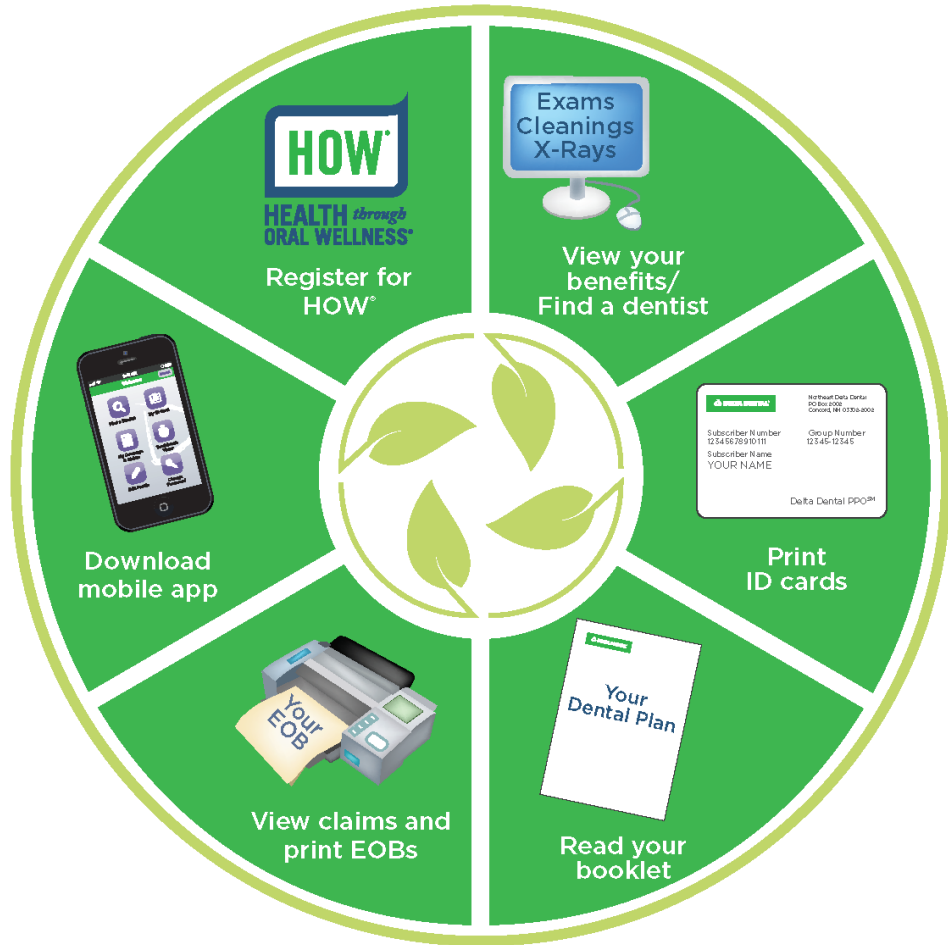 HOW®
HEALTH through
ORAL WELLNESS®
Register for
HOW®
Exams
Cleanings
X-Rays
View your
benefits/
Find a dentist
DELTA DENTAL
Northeast Delta Dental
PO Box 2002
Concord, NH 03302-2002
Subscriber Number
12345678910111
Group Number
12345-12345
Subscriber Name
YOUR NAME
Delta Dental PPO℠
Print
ID cards
Your
Dental Plan
Read your
booklet
Your
EOB
View claims and
print EOBs
Download
mobile app